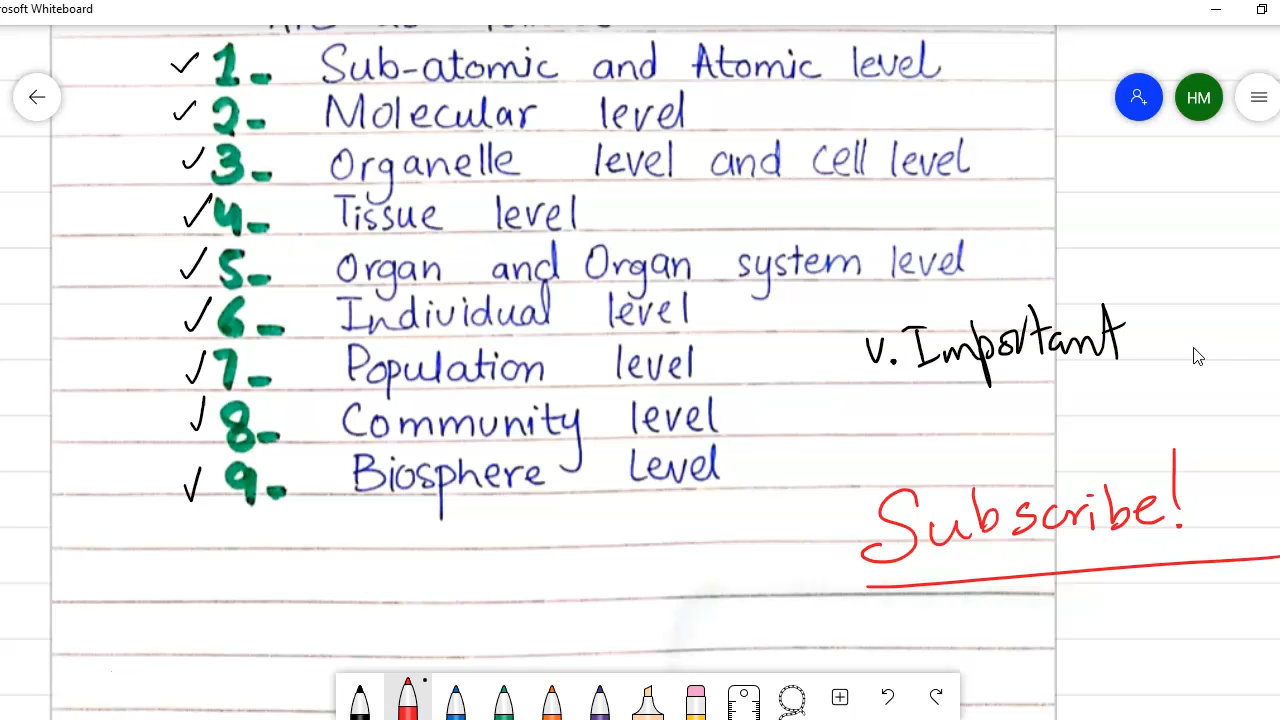 rosoft Whiteboard
1- Sub-atomic and Atomic level
HM
2- Molecular level
3- Organelle level and cell level
4- Tissue level
5- Organ and Organ system level
6- Individual level
v. Important
7- Population level
8- Community level
9- Biosphere Level
Subscribe!